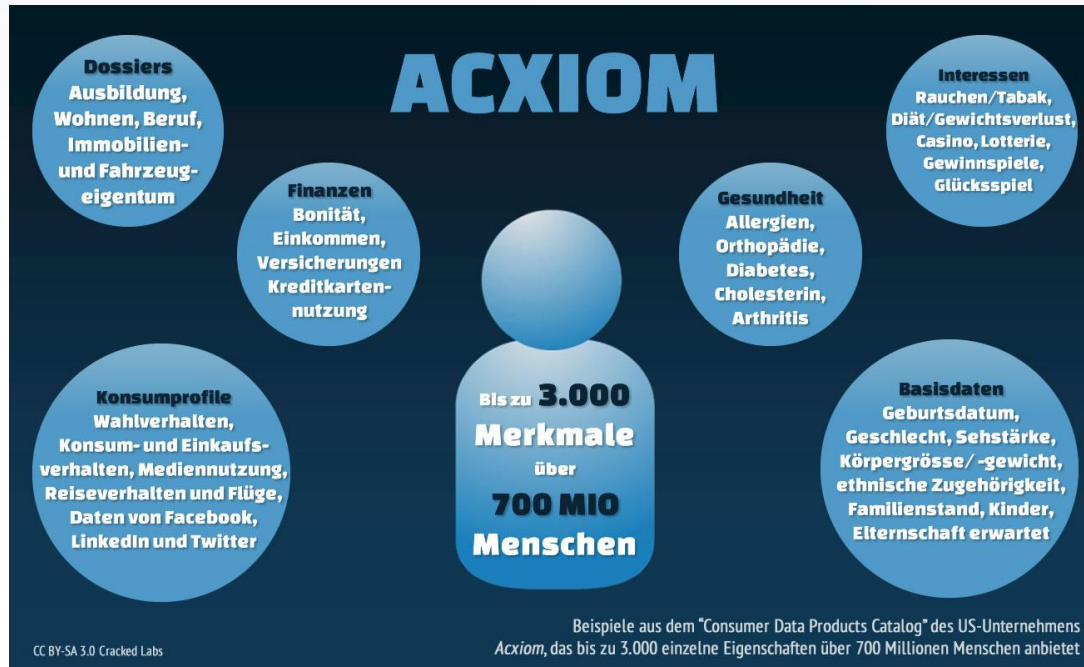 ACXIOM
Dossiers
Ausbildung,
Wohnen, Beruf,
Immobilien-
und Fahrzeug-
eigentum
Finanzen
Bonität,
Einkommen,
Versicherungen
Kreditkarten-
nutzung
Konsumprofile
Wahlverhalten,
Konsum- und Einkaufs-
verhalten, Mediennutzung,
Reiseverhalten und Flüge,
Daten von Facebook,
LinkedIn und Twitter
Bis zu 3.000
Merkmale
über
700 MIO
Menschen
Gesundheit
Allergien,
Orthopädie,
Diabetes,
Cholesterin,
Arthritis
Interessen
Rauchen/Tabak,
Diät/Gewichtsverlust,
Casino, Lotterie,
Gewinnspiele,
Glücksspiel
Basisdaten
Geburtsdatum,
Geschlecht, Sehstärke,
Körpergrösse/ -gewicht,
ethnische Zugehörigkeit,
Familienstand, Kinder,
Elternschaft erwartet
CC BY-SA 3.0 Cracked Labs
Beispiele aus dem “Consumer Data Products Catalog” des US-Unternehmens
Acxiom, das bis zu 3.000 einzelne Eigenschaften über 700 Millionen Menschen anbietet